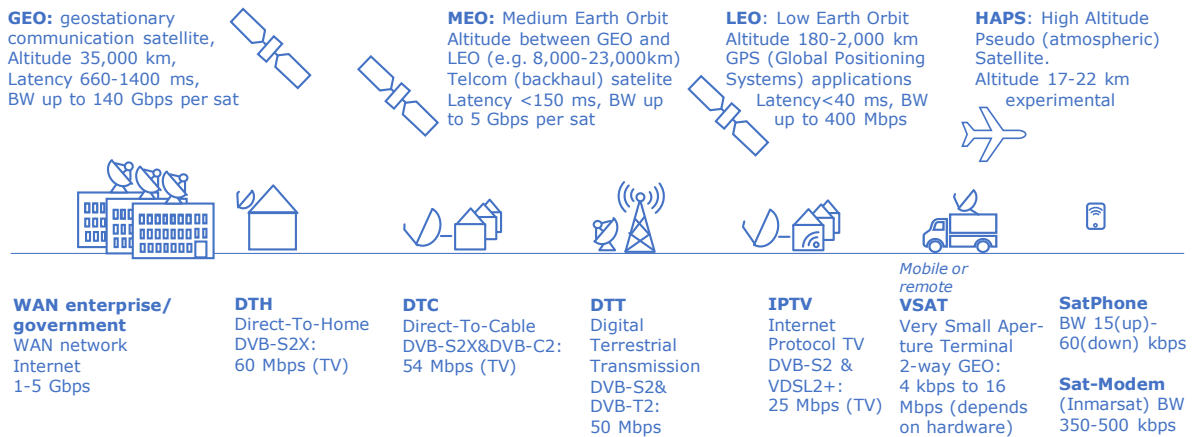 GEO: geostationary
communication satellite,
Altitude 35,000 km,
Latency 660-1400 ms,
BW up to 140 Gbps per sat
MEO: Medium Earth Orbit
Altitude between GEO and
LEO (e.g. 8,000-23,000km)
Telcom (backhaul) satelite
Latency <150 ms, BW up
to 5 Gbps per sat
LEO: Low Earth Orbit
Altitude 180-2,000 km
GPS (Global Positioning
Systems) applications
Latency<40 ms, BW
up to 400 Mbps
HAPS: High Altitude
Pseudo (atmospheric)
Satellite.
Altitude 17-22 km
experimental
WAN enterprise/
government
WAN network
Internet
1-5 Gbps
DTH
Direct-To-Home
DVB-S2X:
60 Mbps (TV)
DTC
Direct-To-Cable
DVB-S2X&DVB-C2:
54 Mbps (TV)
DTT
Digital
Terrestrial
Transmission
DVB-S2&
DVB-T2:
50 Mbps
IPTV
Internet
Protocol TV
DVB-S2 &
VDSL2+:
25 Mbps (TV)
Mobile or
remote
VSAT
Very Small Aper-
ture Terminal
2-way GEO:
4 kbps to 16
Mbps (depends
on hardware)
SatPhone
BW 15(up)-
60(down) kbps
Sat-Modem
(Inmarsat) BW
350-500 kbps